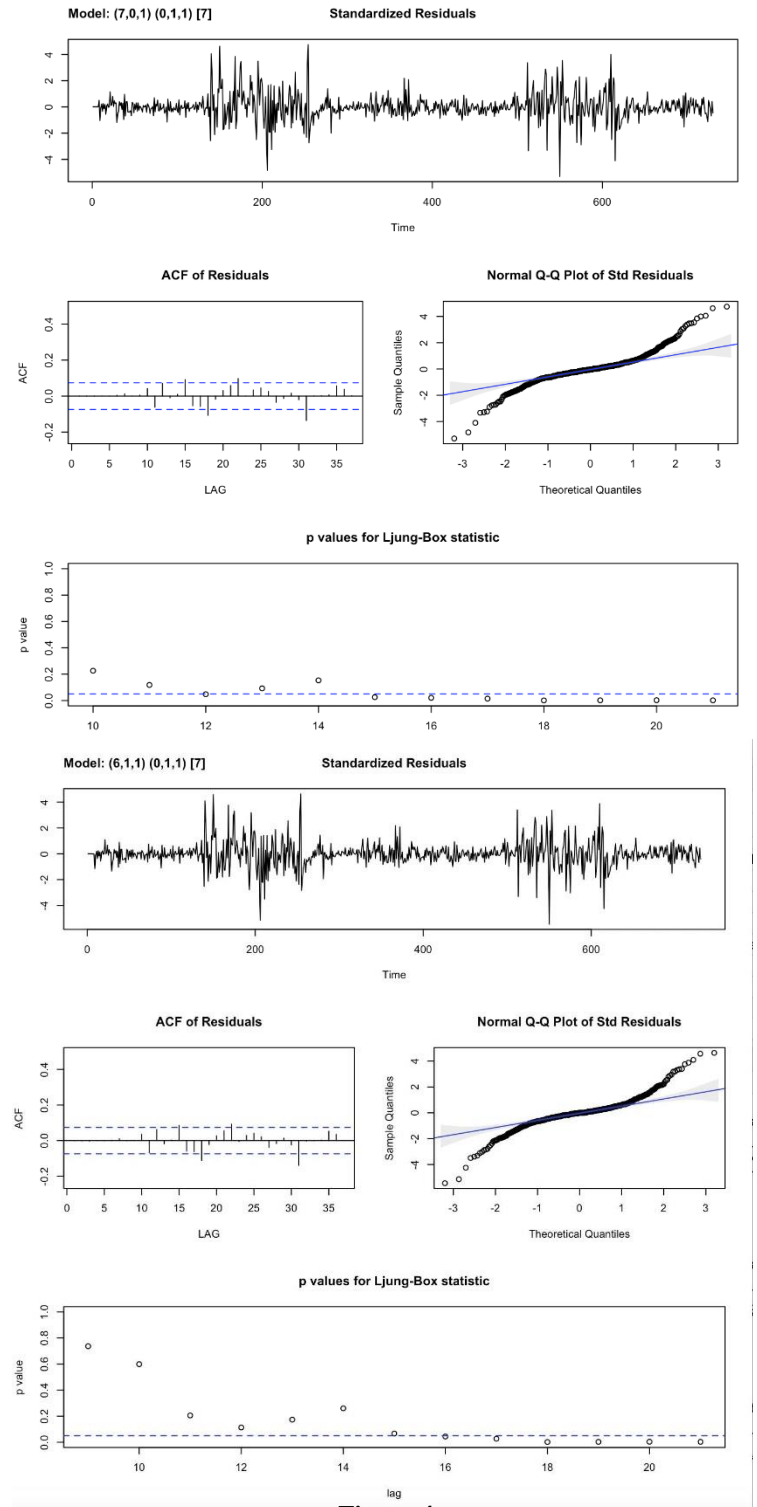 Model: (7,0,1) (0,1,1) [7] Standardized Residuals
4
2
0
-2
-4
0 200 400 600
Time
ACF of Residuals Normal Q-Q Plot of Std Residuals
ACF
0.4
0.2
0.0
-0.2
0 5 10 15 20 25 30 35
LAG
Sample Quantiles
4
2
0
-2
-4
-3 -2 -1 0 1 2 3
Theoretical Quantiles
p values for Ljung-Box statistic
p value
1.0
0.8
0.6
0.4
0.2
0.0
10 12 14 16 18 20
Model: (6,1,1) (0,1,1) [7] Standardized Residuals
4
2
0
-2
-4
0 200 400 600
Time
ACF of Residuals Normal Q-Q Plot of Std Residuals
ACF
0.4
0.2
0.0
-0.2
0 5 10 15 20 25 30 35
LAG
Sample Quantiles
4
2
0
-2
-4
-3 -2 -1 0 1 2 3
Theoretical Quantiles
p values for Ljung-Box statistic
p value
1.0
0.8
0.6
0.4
0.2
0.0
10 12 14 16 18 20
lag